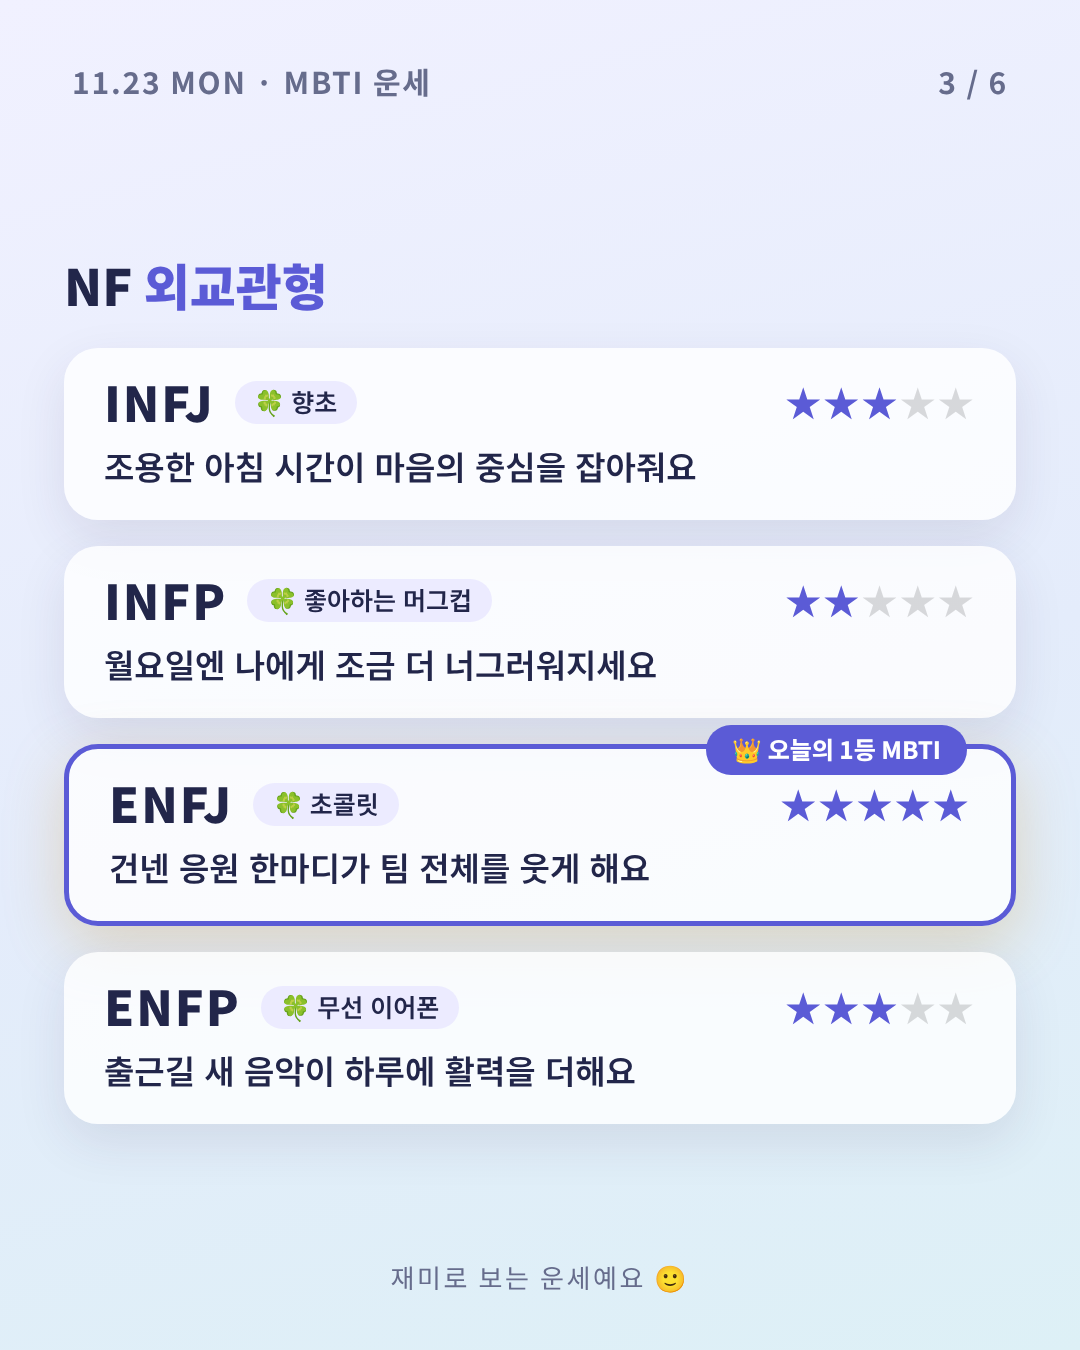 11.23 MON · MBTI 운세
3 / 6
NF 외교관형
INFJ 🍀 향초 ★★★★★
조용한 아침 시간이 마음의 중심을 잡아줘요
INFP 🍀 좋아하는 머그컵 ★★★★★
월요일엔 나에게 조금 더 너그러워지세요
👑 오늘의 1등 MBTI
ENFJ 🍀 초콜릿 ★★★★★
건넨 응원 한마디가 팀 전체를 웃게 해요
ENFP 🍀 무선 이어폰 ★★★★★
출근길 새 음악이 하루에 활력을 더해요
재미로 보는 운세예요 🙂